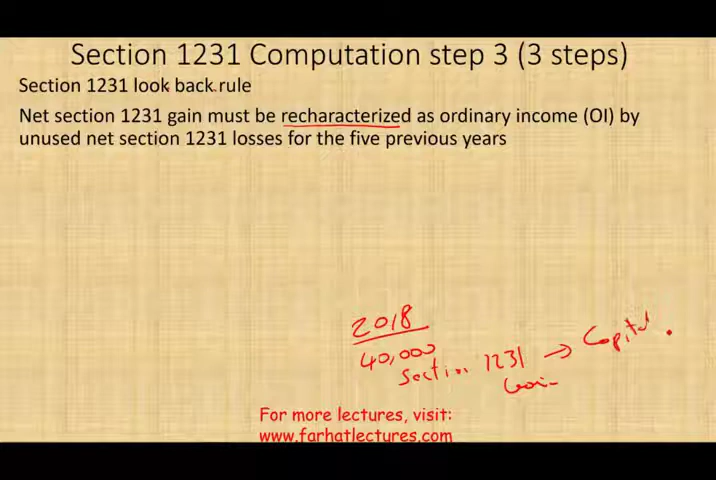 Section 1231 Computation step 3 (3 steps)
Section 1231 look back rule
Net section 1231 gain must be recharacterized as ordinary income (OI) by
unused net section 1231 losses for the five previous years
2018
40,000
Section 1231 → Capital
Gain
For more lectures, visit:
www.farhatlectures.com